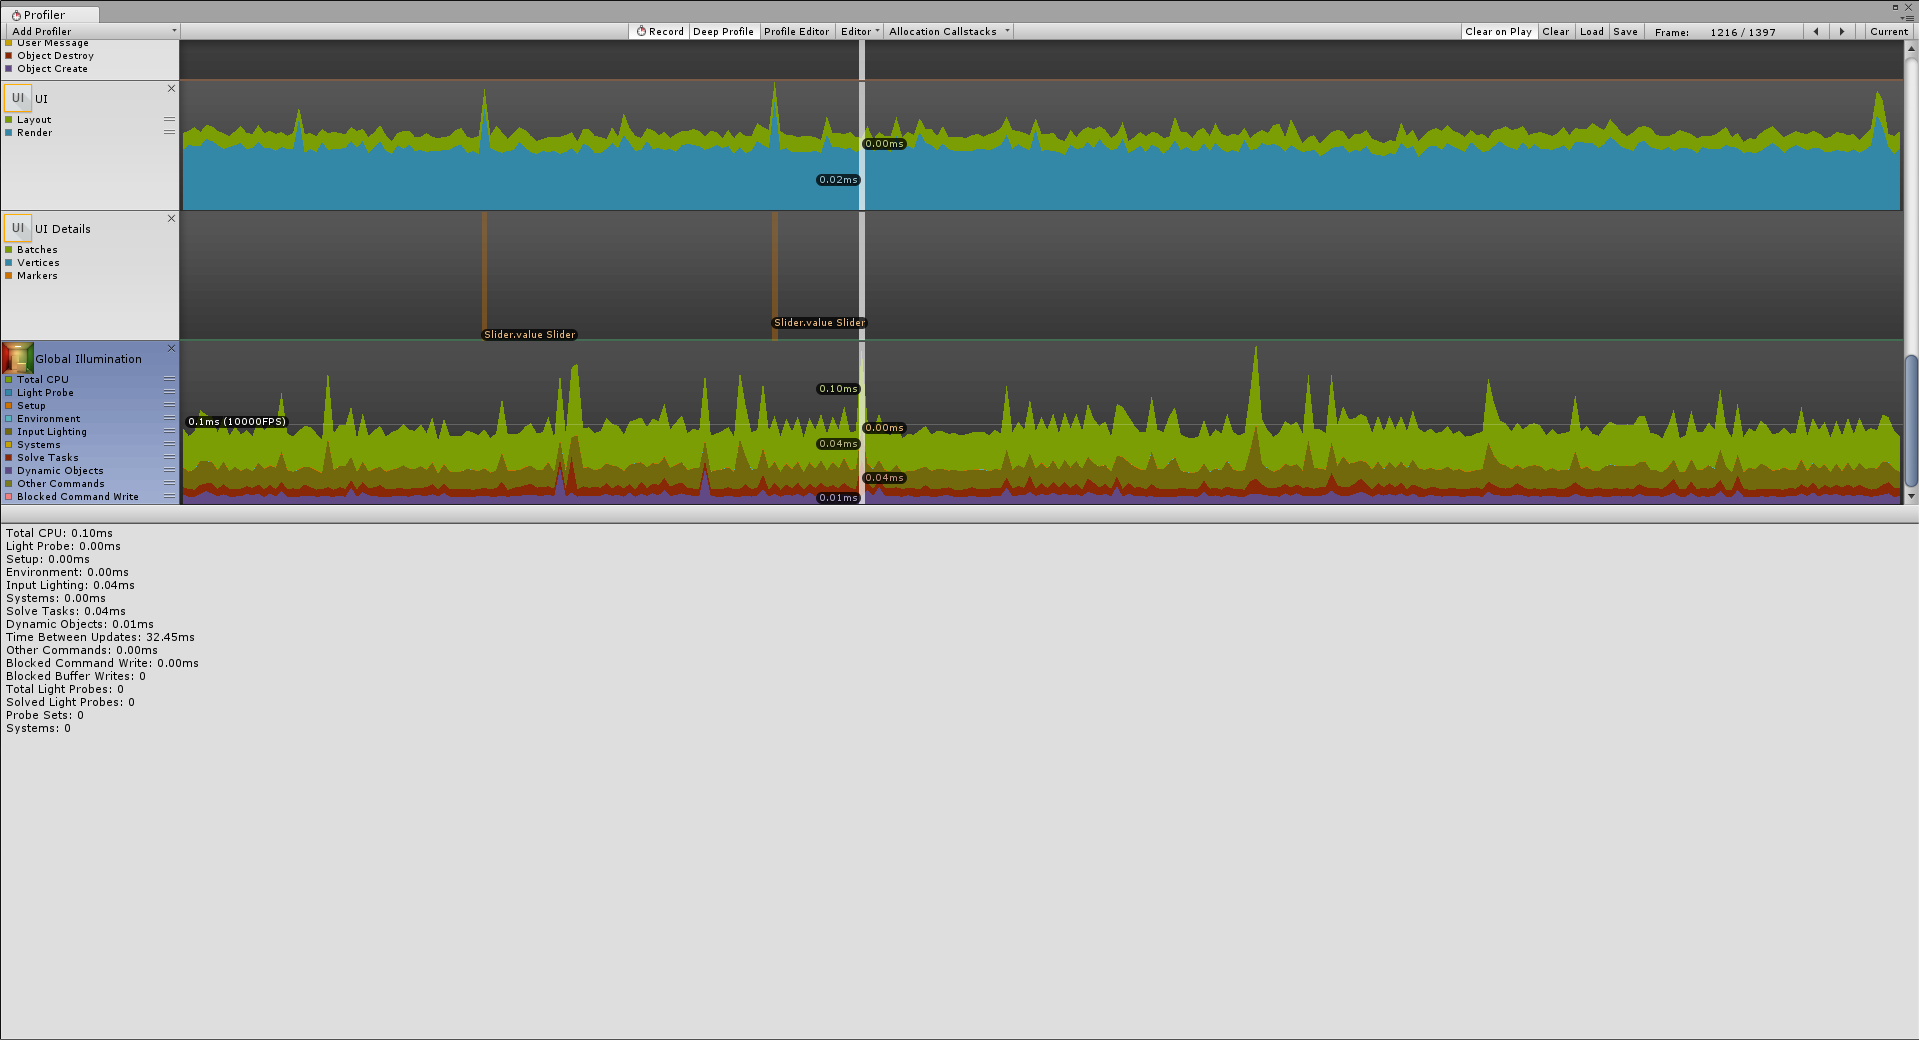 Profiler
Add Profiler
Record Deep Profile Profile Editor Editor Allocation Callstacks
Clear on Play Clear Load Save Frame: 1216 / 1397 Current
User Message
Object Destroy
Object Create
UI UI
Layout
Render
0.00ms
0.02ms
UI UI Details
Batches
Vertices
Markers
Slider.value Slider
Slider.value Slider
Global Illumination
Total CPU
Light Probe
Setup
Environment
Input Lighting
Systems
Solve Tasks
Dynamic Objects
Other Commands
Blocked Command Write
0.1ms (10000FPS)
0.10ms
0.00ms
0.04ms
0.04ms
0.01ms
Total CPU: 0.10ms
Light Probe: 0.00ms
Setup: 0.00ms
Environment: 0.00ms
Input Lighting: 0.04ms
Systems: 0.00ms
Solve Tasks: 0.04ms
Dynamic Objects: 0.01ms
Time Between Updates: 32.45ms
Other Commands: 0.00ms
Blocked Command Write: 0.00ms
Blocked Buffer Writes: 0
Total Light Probes: 0
Solved Light Probes: 0
Probe Sets: 0
Systems: 0